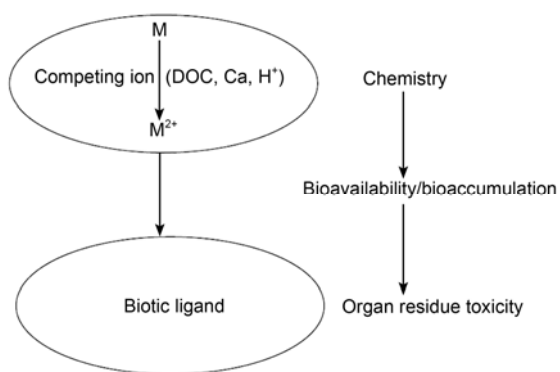 M
Competing ion (DOC, Ca, H⁺)
M²⁺
Biotic ligand
Chemistry
Bioavailability/bioaccumulation
Organ residue toxicity